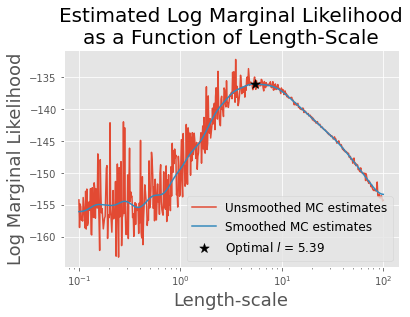 Estimated Log Marginal Likelihood
as a Function of Length-Scale
Log Marginal Likelihood
−135
−140
−145
−150
−155
−160
Unsmoothed MC estimates
Smoothed MC estimates
Optimal l = 5.39
10⁻¹ 10⁰ 10¹ 10²
Length-scale